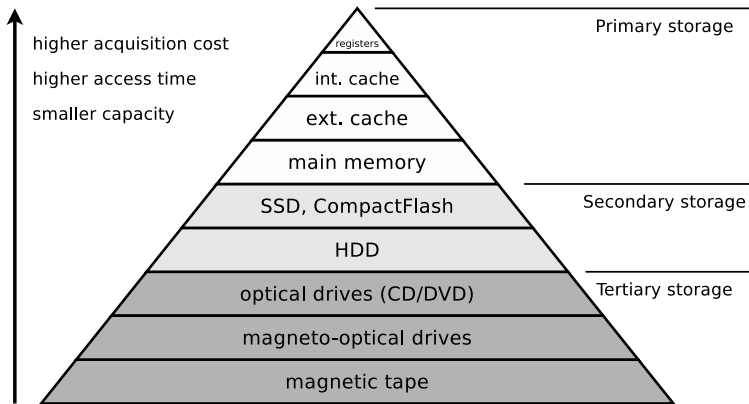 higher acquisition cost
higher access time
smaller capacity
registers
int. cache
ext. cache
main memory
SSD, CompactFlash
HDD
optical drives (CD/DVD)
magneto-optical drives
magnetic tape
Primary storage
Secondary storage
Tertiary storage